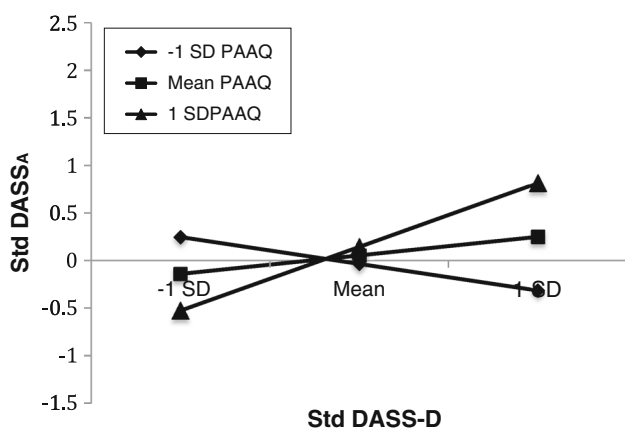 2.5
2
1.5
1
0.5
0
-0.5
-1
-1.5
Std DASSA
-1 SD PAAQ
Mean PAAQ
1 SDPAAQ
-1 SD
Mean
1 SD
Std DASS-D